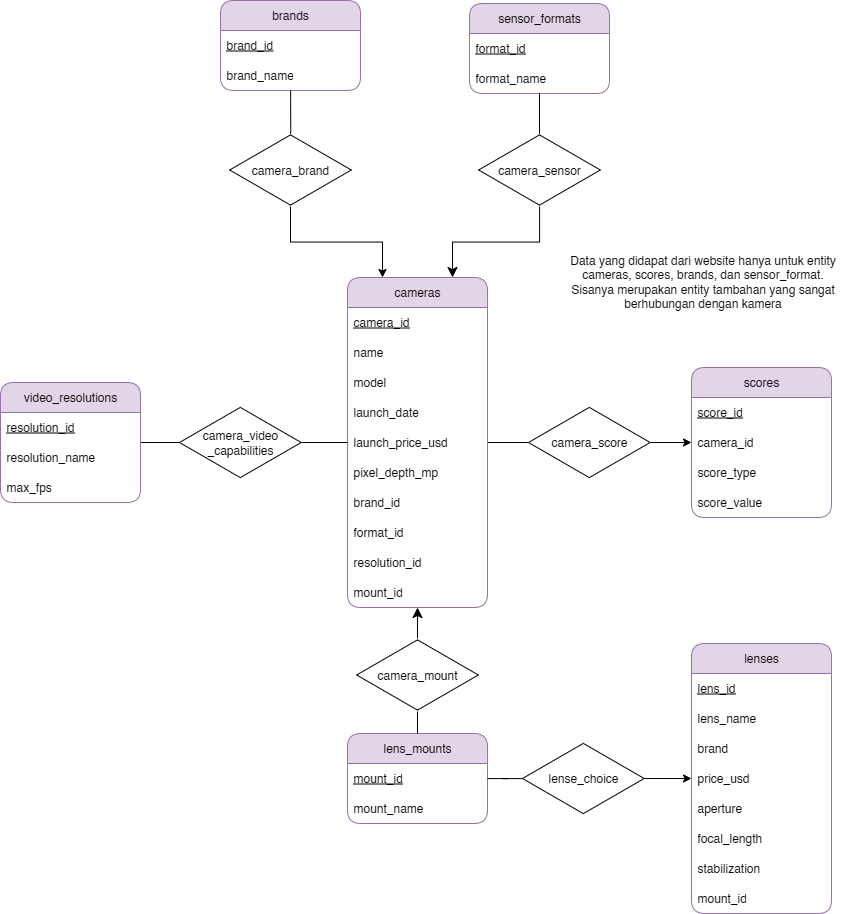 brands
brand_id
brand_name
sensor_formats
format_id
format_name
camera_brand
camera_sensor
Data yang didapat dari website hanya untuk entity
cameras, scores, brands, dan sensor_format.
Sisanya merupakan entity tambahan yang sangat
berhubungan dengan kamera
cameras
camera_id
name
model
launch_date
launch_price_usd
pixel_depth_mp
brand_id
format_id
resolution_id
mount_id
video_resolutions
resolution_id
resolution_name
max_fps
camera_video
_capabilities
camera_score
scores
score_id
camera_id
score_type
score_value
camera_mount
lens_mounts
mount_id
mount_name
lense_choice
lenses
lens_id
lens_name
brand
price_usd
aperture
focal_length
stabilization
mount_id